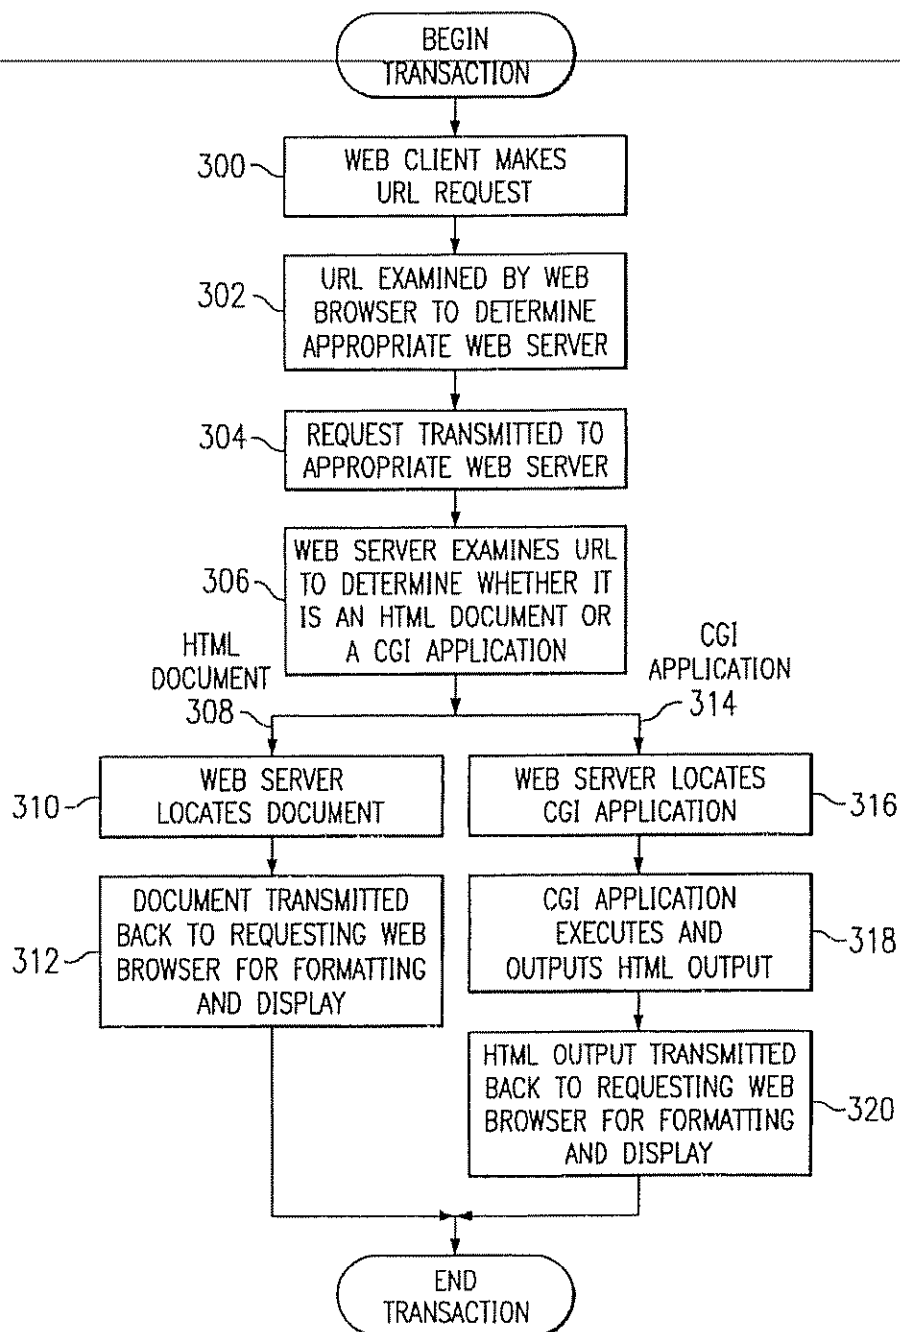 BEGIN
TRANSACTION
300
WEB CLIENT MAKES
URL REQUEST
302
URL EXAMINED BY WEB
BROWSER TO DETERMINE
APPROPRIATE WEB SERVER
304
REQUEST TRANSMITTED TO
APPROPRIATE WEB SERVER
306
WEB SERVER EXAMINES URL
TO DETERMINE WHETHER IT
IS AN HTML DOCUMENT OR
A CGI APPLICATION
HTML
DOCUMENT
308
CGI
APPLICATION
314
310
WEB SERVER
LOCATES DOCUMENT
WEB SERVER LOCATES
CGI APPLICATION
316
312
DOCUMENT TRANSMITTED
BACK TO REQUESTING WEB
BROWSER FOR FORMATTING
AND DISPLAY
CGI APPLICATION
EXECUTES AND
OUTPUTS HTML OUTPUT
318
HTML OUTPUT TRANSMITTED
BACK TO REQUESTING WEB
BROWSER FOR FORMATTING
AND DISPLAY
320
END
TRANSACTION